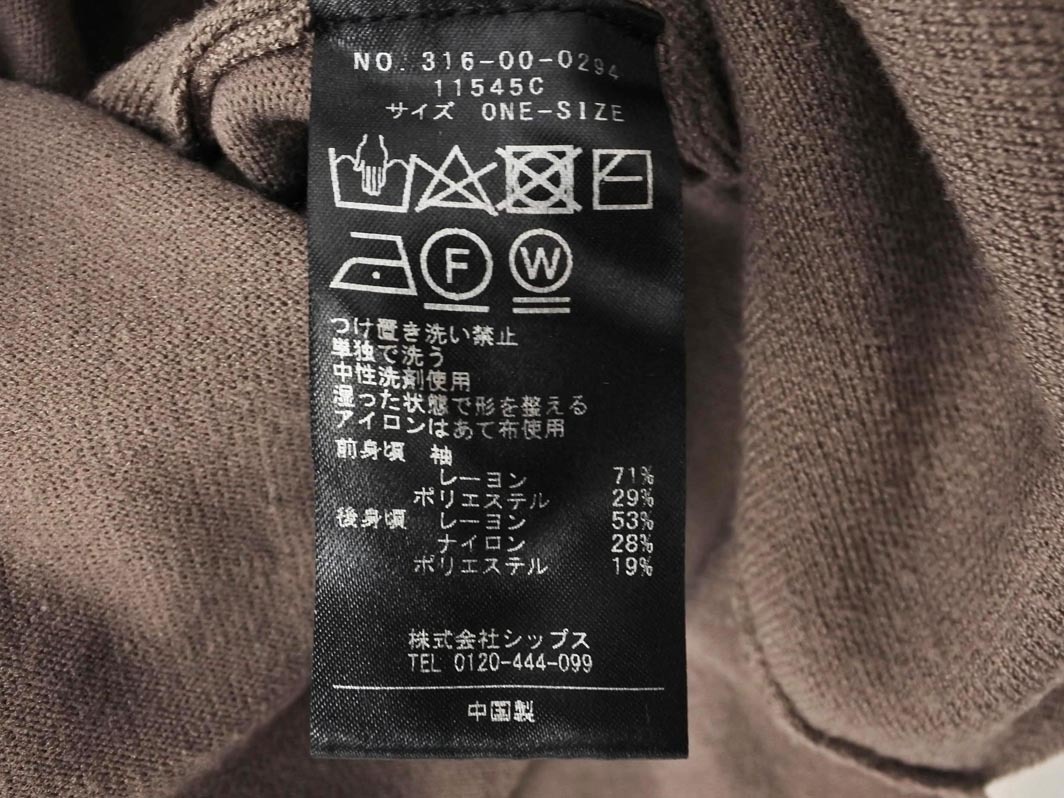 NO. 316-00-0294
11545C
サイズ ONE-SIZE
F W
つけ置き洗い禁止
単独で洗う
中性洗剤使用
湿った状態で形を整える
アイロンはあて布使用
前身頃 袖
レーヨン 71%
ポリエステル 29%
後身頃 レーヨン 53%
ナイロン 28%
ポリエステル 19%
株式会社シップス
TEL 0120-444-099
中国製